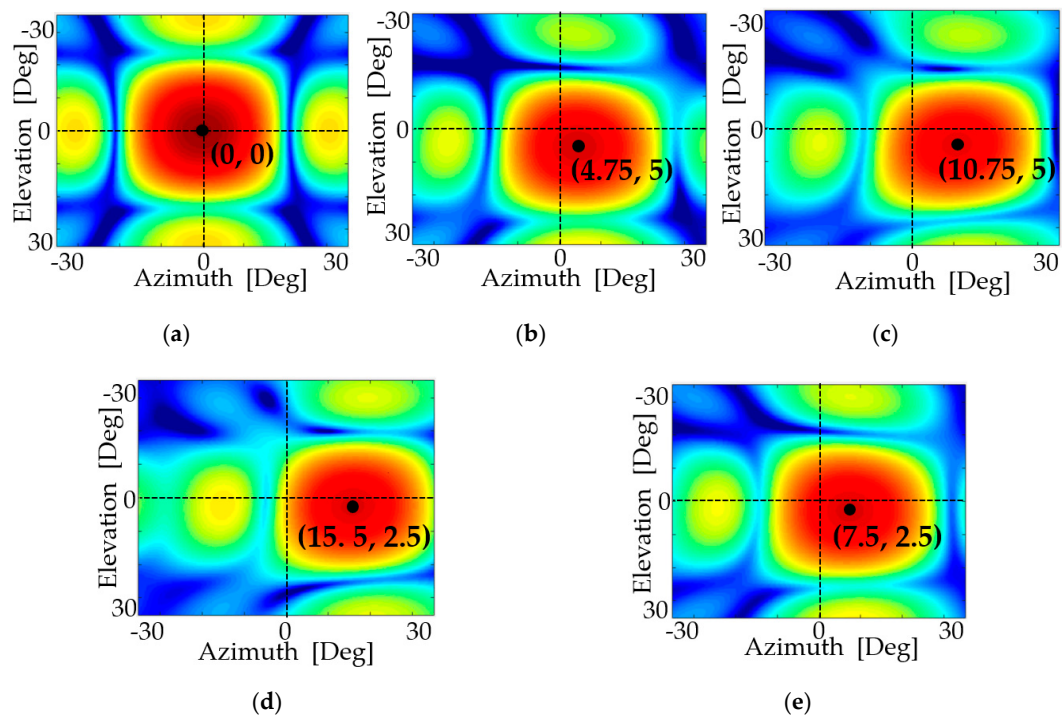 -30
0
30
Elevation [Deg]
(0, 0)
-30
0
30
Azimuth [Deg]
(a)
-30
0
30
Elevation [Deg]
(4.75, 5)
-30
0
30
Azimuth [Deg]
(b)
-30
0
30
Elevation [Deg]
(10.75, 5)
-30
0
30
Azimuth [Deg]
(c)
-30
0
30
Elevation [Deg]
(15. 5, 2.5)
-30
0
30
Azimuth [Deg]
(d)
-30
0
30
Elevation [Deg]
(7.5, 2.5)
-30
0
30
Azimuth [Deg]
(e)